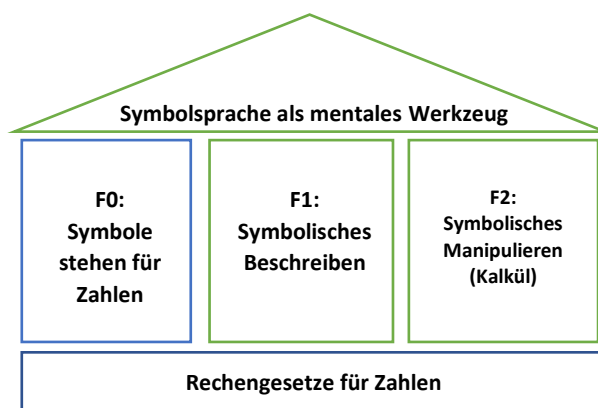 Symbolsprache als mentales Werkzeug
F0:
Symbole
stehen für
Zahlen
F1:
Symbolisches
Beschreiben
F2:
Symbolisches
Manipulieren
(Kalkül)
Rechengesetze für Zahlen